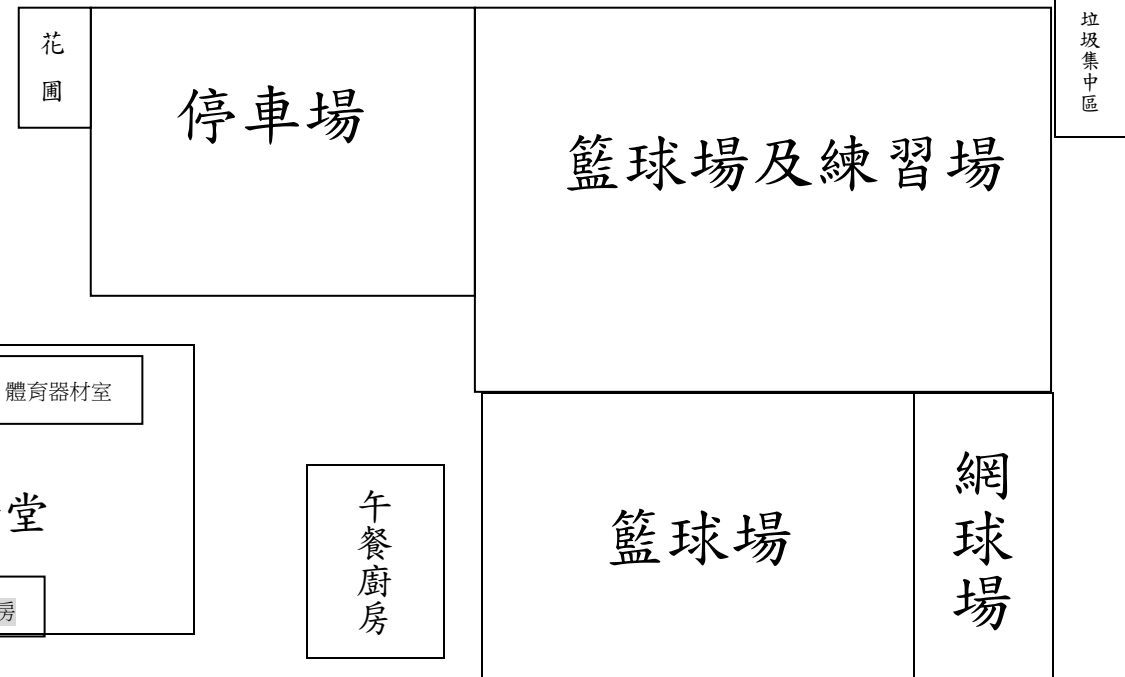 花圃
停車場
籃球場及練習場
垃圾集中區
體育器材室
堂
午餐廚房
籃球場
網球場
房